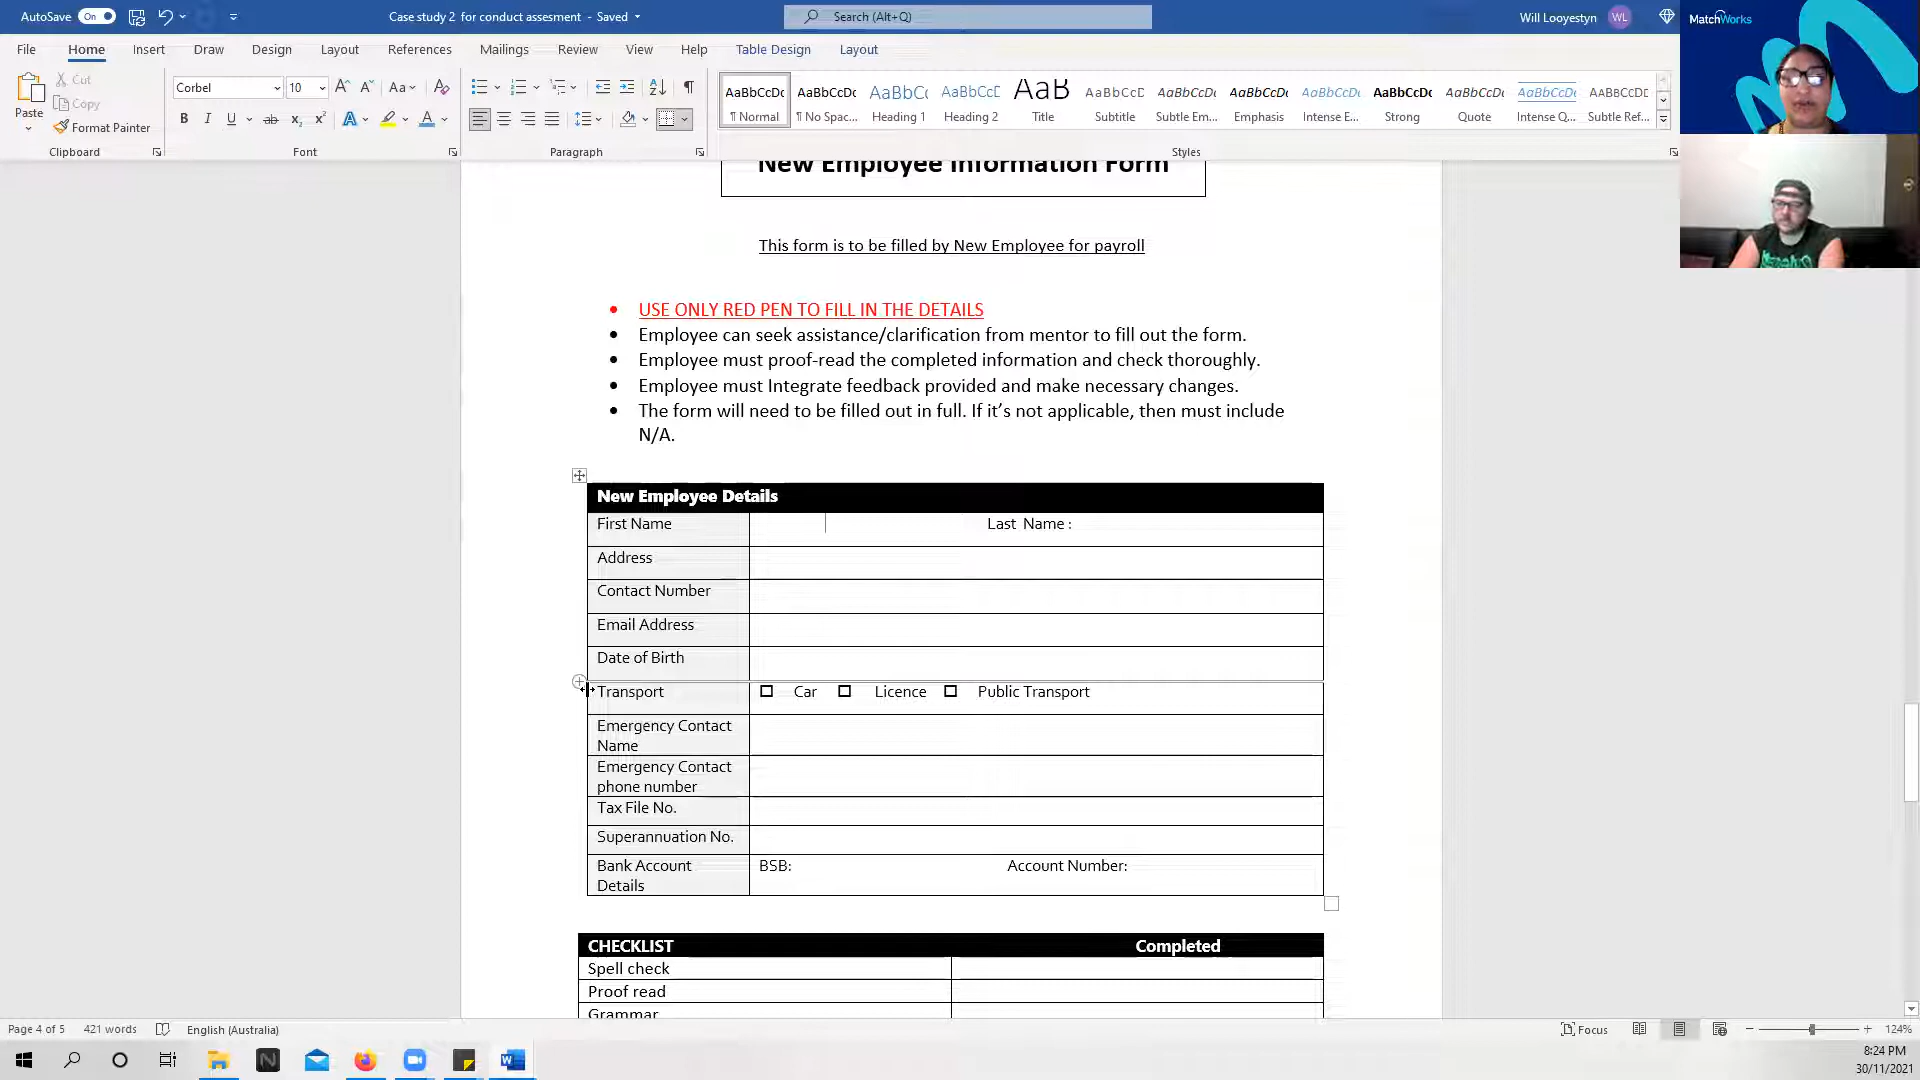 AutoSave On Case study 2 for conduct assesment - Saved Search (Alt+Q) Will Looyestyn WL MatchWorks
File Home Insert Draw Design Layout References Mailings Review View Help Table Design Layout
Paste Cut Copy Format Painter
Corbel 10
AaBbCcDc AaBbCcDc AaBbC AaBbCcE AaB AaBbCcD AaBbCcDc AaBbCcDc AaBbCcDc AaBbCcDc AaBbCcDc AaBbCcDc AABBCCDC
¶ Normal ¶ No Spac... Heading 1 Heading 2 Title Subtitle Subtle Em... Emphasis Intense E... Strong Quote Intense Q... Subtle Ref...
Clipboard Font Paragraph Styles
New Employee Information Form
This form is to be filled by New Employee for payroll
• USE ONLY RED PEN TO FILL IN THE DETAILS
• Employee can seek assistance/clarification from mentor to fill out the form.
• Employee must proof-read the completed information and check thoroughly.
• Employee must Integrate feedback provided and make necessary changes.
• The form will need to be filled out in full. If it’s not applicable, then must include
N/A.
New Employee Details
First Name Last Name :
Address
Contact Number
Email Address
Date of Birth
Transport ☐ Car ☐ Licence ☐ Public Transport
Emergency Contact
Name
Emergency Contact
phone number
Tax File No.
Superannuation No.
Bank Account BSB: Account Number:
Details
CHECKLIST Completed
Spell check
Proof read
Grammar
Page 4 of 5 421 words English (Australia) Focus 124%
8:24 PM
30/11/2021